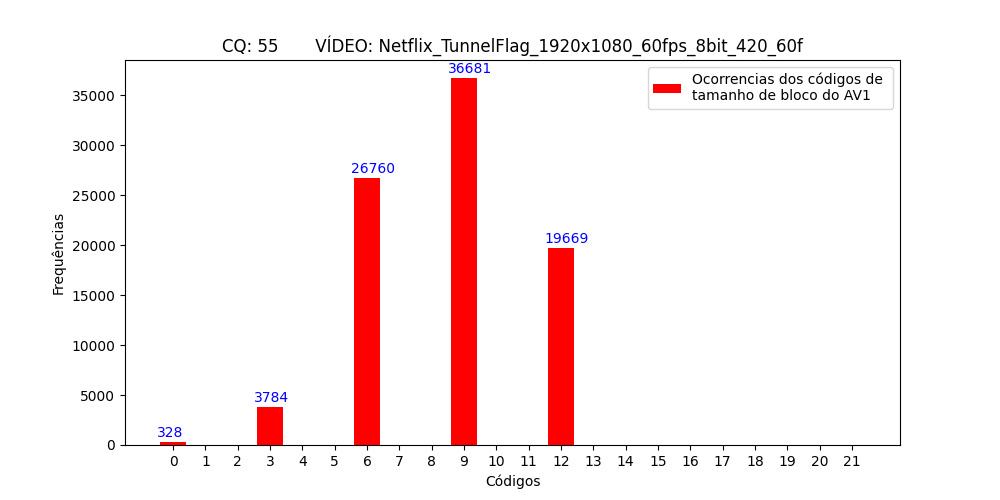 CQ: 55 VÍDEO: Netflix_TunnelFlag_1920x1080_60fps_8bit_420_60f
Ocorrencias dos códigos de
tamanho de bloco do AV1
36681
35000
30000
26760
25000
20000
19669
15000
10000
5000
3784
328
0
Frequências
0 1 2 3 4 5 6 7 8 9 10 11 12 13 14 15 16 17 18 19 20 21
Códigos